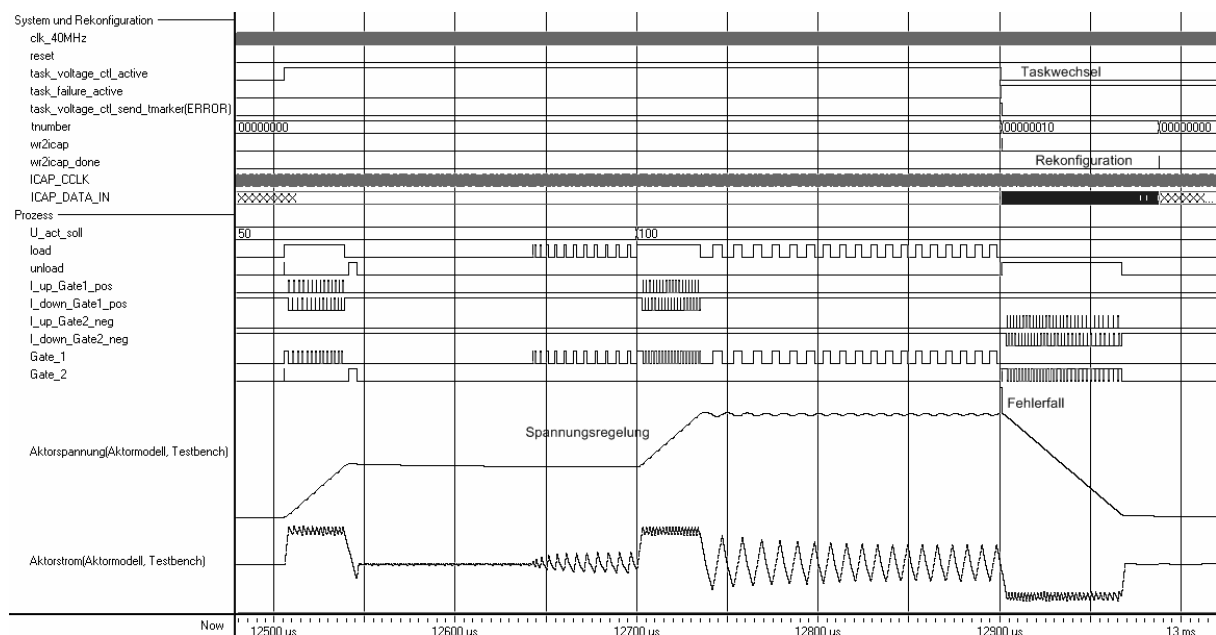 System und Rekonfiguration
clk_40MHz
reset
task_voltage_ctl_active
Taskwechsel
task_failure_active
task_voltage_ctl_send_tmarker(ERROR)
tnumber 00000000 00000010 00000000
wr2icap
wr2icap_done Rekonfiguration
ICAP_CCLK
ICAP_DATA_IN
Prozess
U_act_soll 50 100
load
unload
I_up_Gate1_pos
I_down_Gate1_pos
I_up_Gate2_neg
I_down_Gate2_neg
Gate_1
Gate_2
Fehlerfall
Spannungsregelung
Aktorspannung(Aktormodell, Testbench)
Aktorstrom(Aktormodell, Testbench)
Now 12500 us 12600 us 12700 us 12800 us 12900 us 13 ms